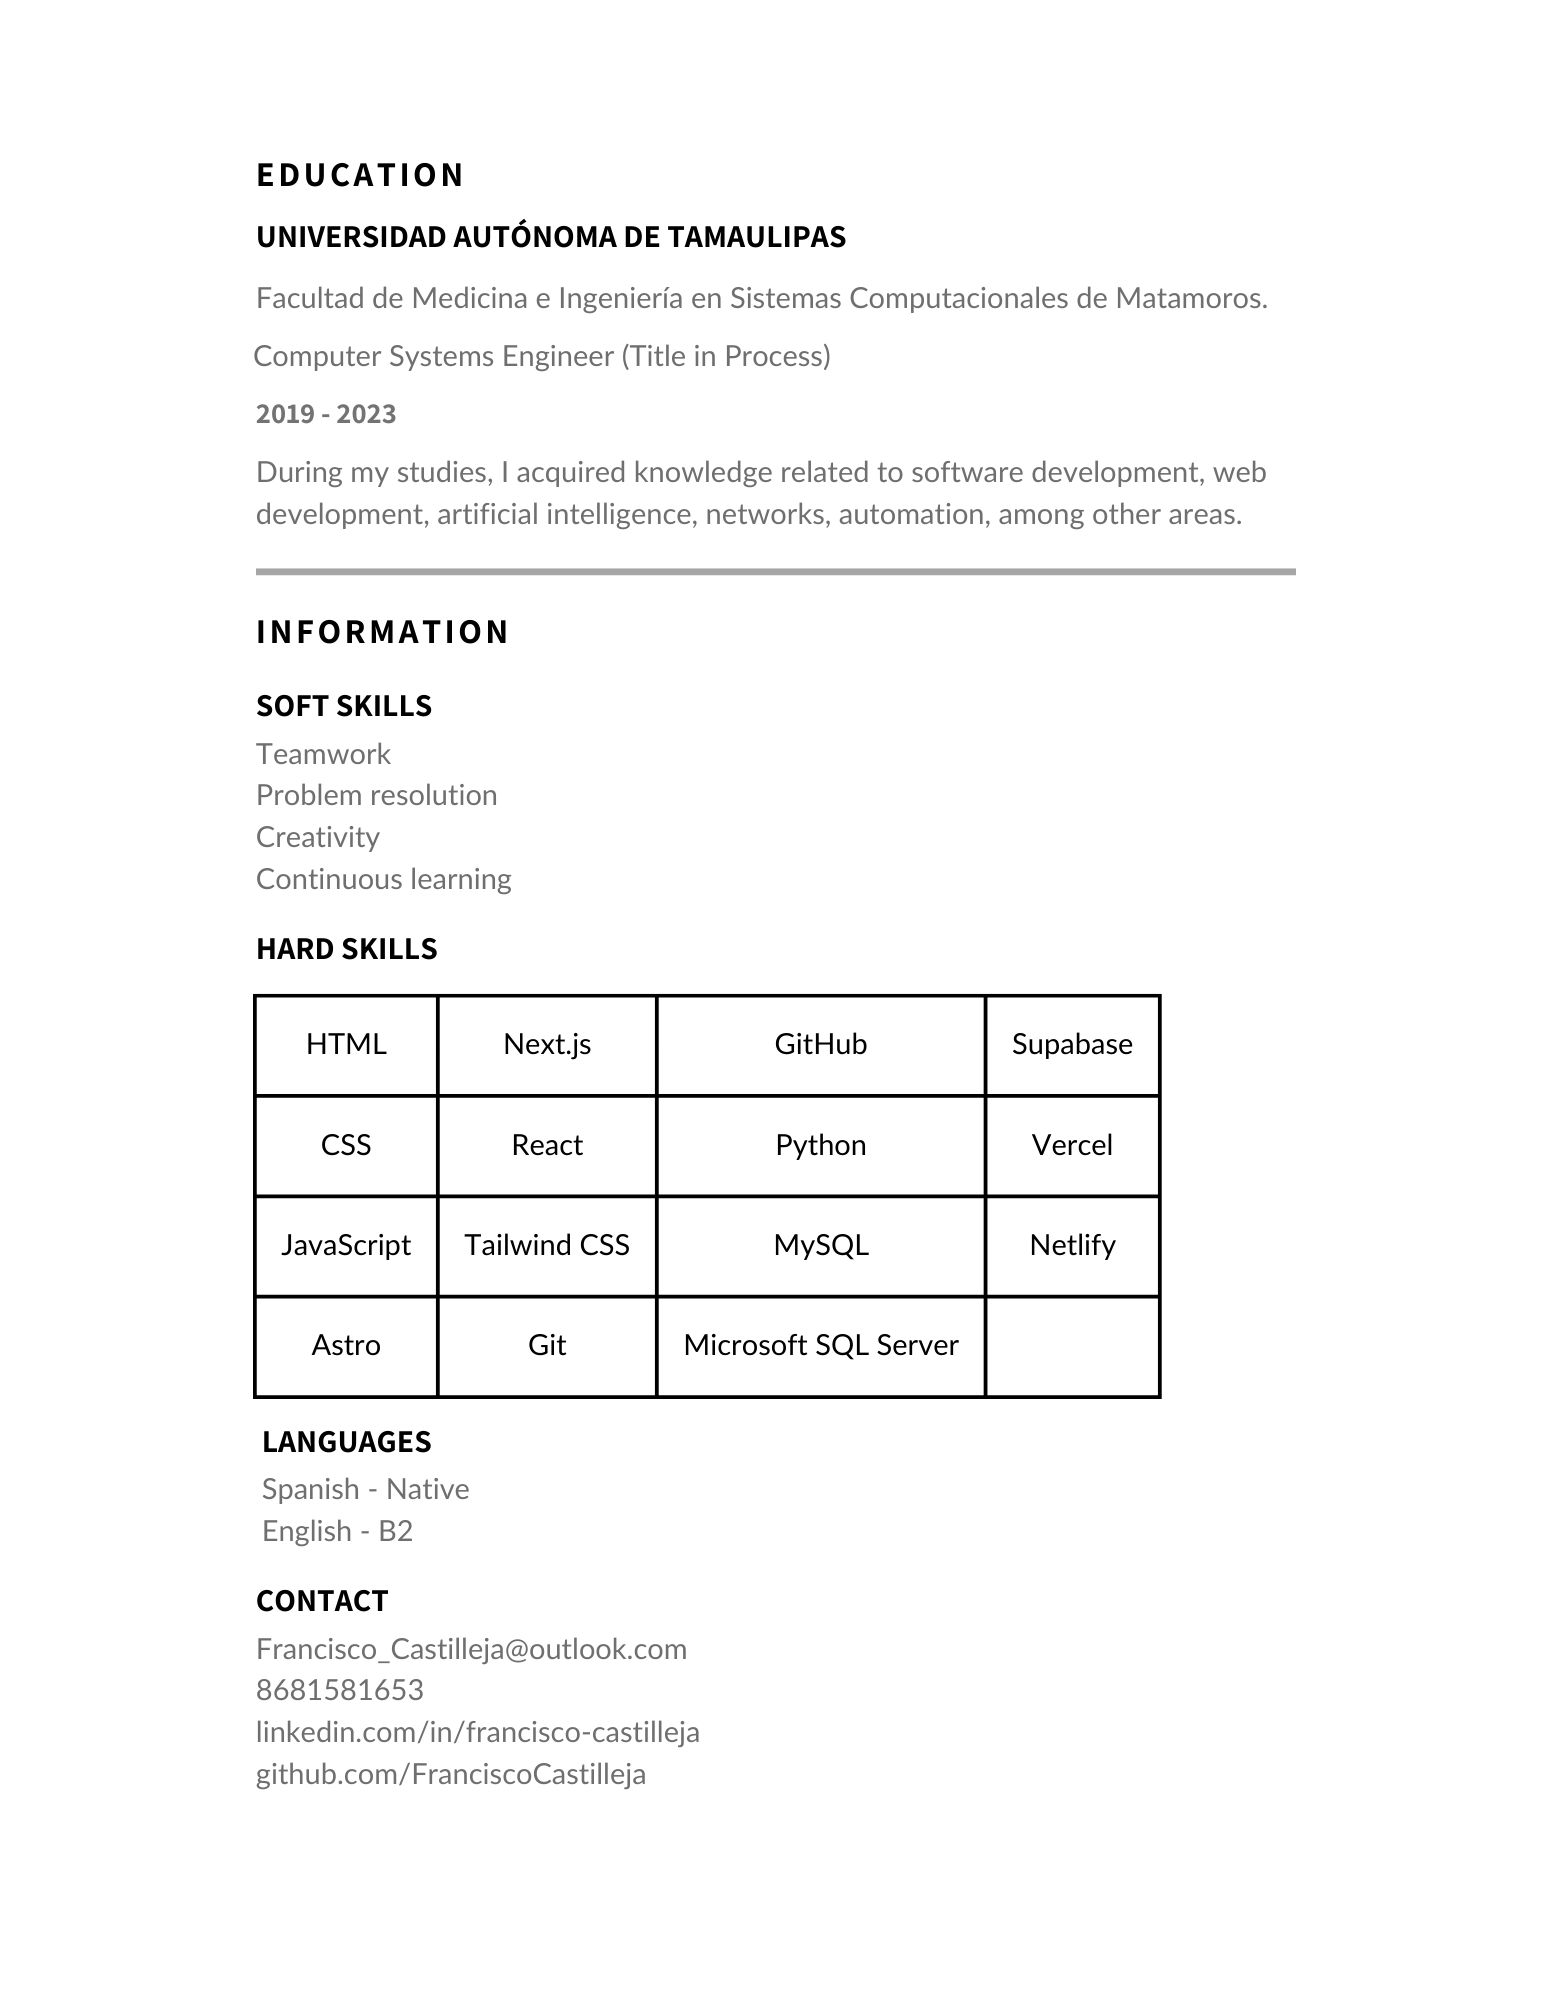 EDUCATION
UNIVERSIDAD AUTÓNOMA DE TAMAULIPAS
Facultad de Medicina e Ingeniería en Sistemas Computacionales de Matamoros.
Computer Systems Engineer (Title in Process)
2019 - 2023
During my studies, I acquired knowledge related to software development, web
development, artificial intelligence, networks, automation, among other areas.
INFORMATION
SOFT SKILLS
Teamwork
Problem resolution
Creativity
Continuous learning
HARD SKILLS
HTML Next.js GitHub Supabase
CSS React Python Vercel
JavaScript Tailwind CSS MySQL Netlify
Astro Git Microsoft SQL Server
LANGUAGES
Spanish - Native
English - B2
CONTACT
Francisco_Castilleja@outlook.com
8681581653
linkedin.com/in/francisco-castilleja
github.com/FranciscoCastilleja